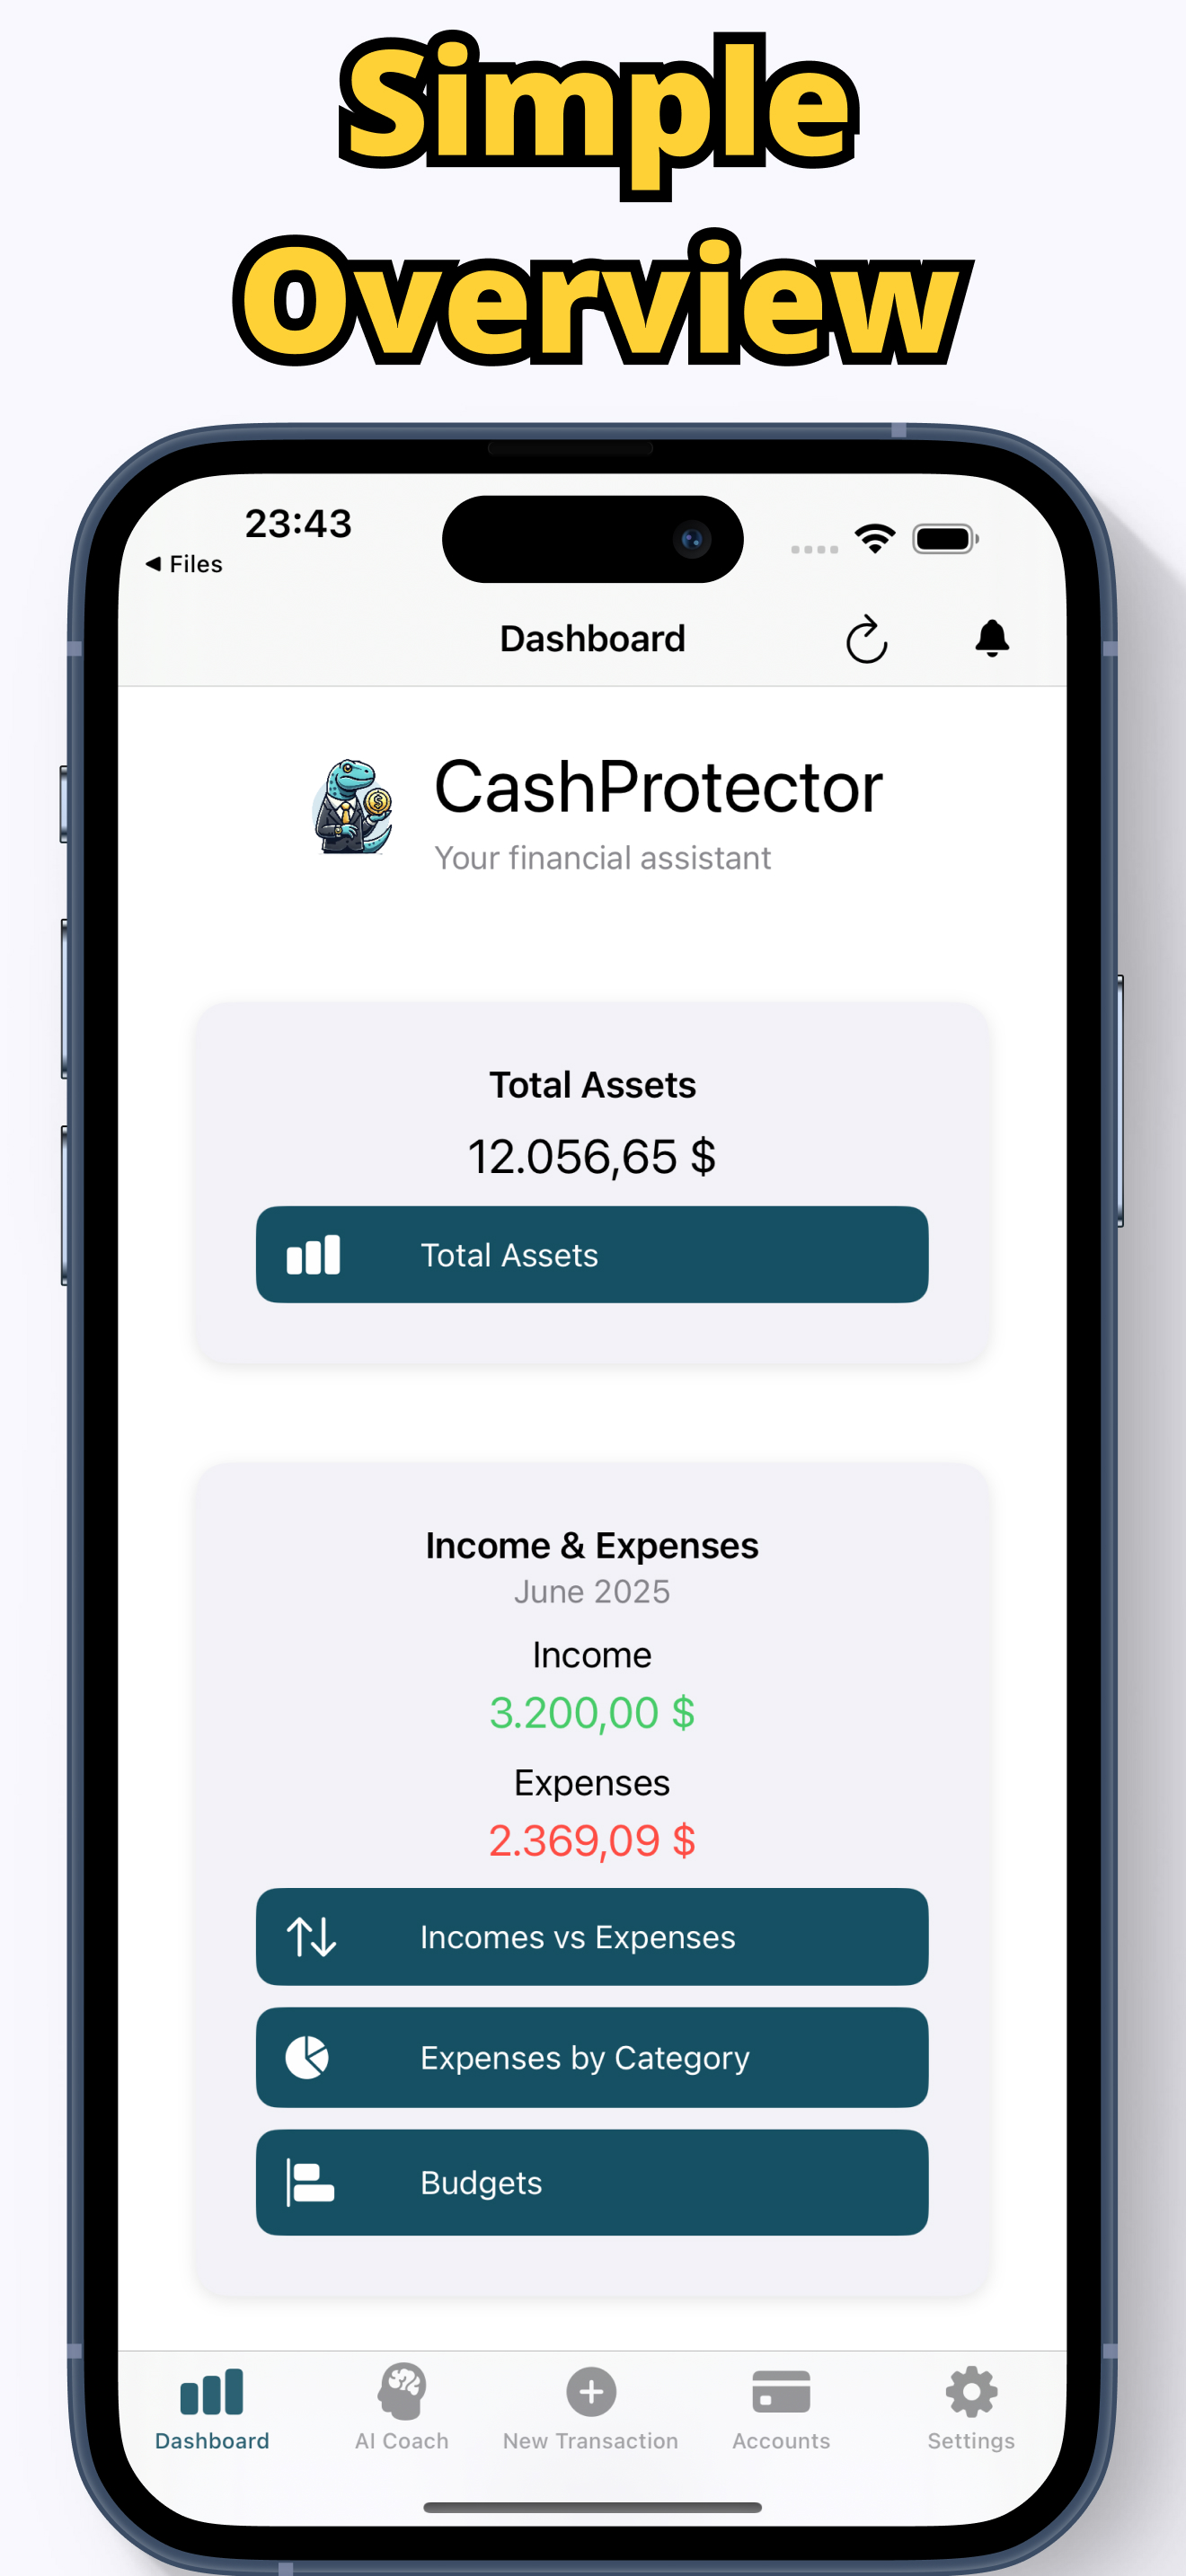 Simple
Overview
23:43
◀ Files
Dashboard
CashProtector
Your financial assistant
Total Assets
12.056,65 $
Total Assets
Income & Expenses
June 2025
Income
3.200,00 $
Expenses
2.369,09 $
Incomes vs Expenses
Expenses by Category
Budgets
Dashboard
AI Coach
New Transaction
Accounts
Settings